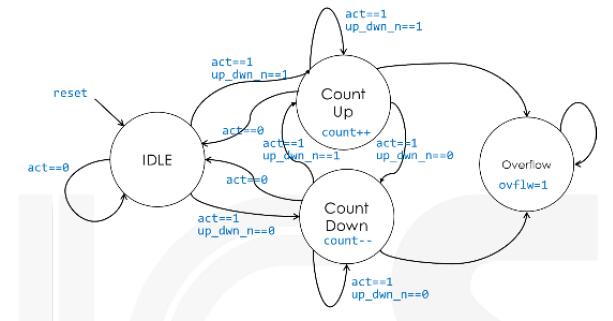 act==1
up_dwn_n==1
act==1
up_dwn_n==1
reset
Count
Up
count++
act==0
act==1
up_dwn_n==1
act==1
up_dwn_n==0
act==0
IDLE
Overflow
ovflw=1
act==0
act==1
up_dwn_n==0
Count
Down
count--
act==1
up_dwn_n==0